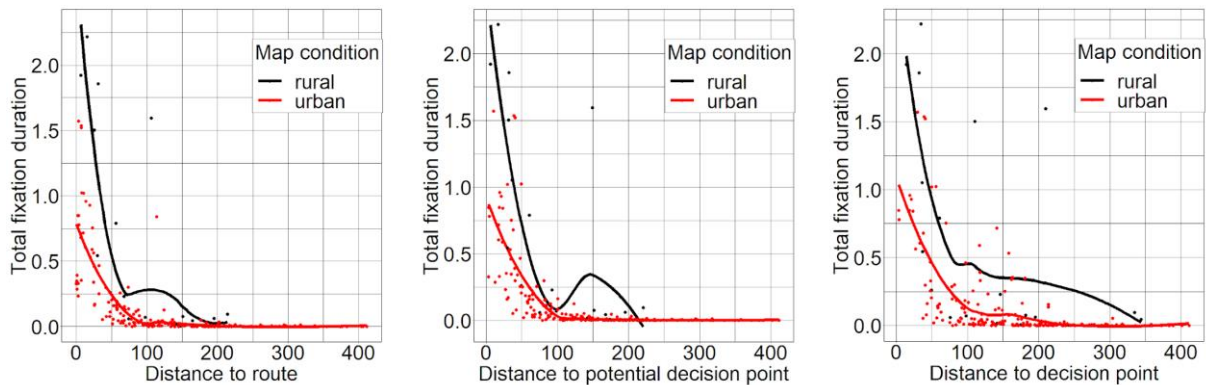 Total fixation duration
2.0
1.5
1.0
0.5
0.0
Map condition
rural
urban
0 100 200 300 400
Distance to route
Total fixation duration
2.0
1.5
1.0
0.5
0.0
Map condition
rural
urban
0 100 200 300 400
Distance to potential decision point
Total fixation duration
2.0
1.5
1.0
0.5
0.0
Map condition
rural
urban
0 100 200 300 400
Distance to decision point